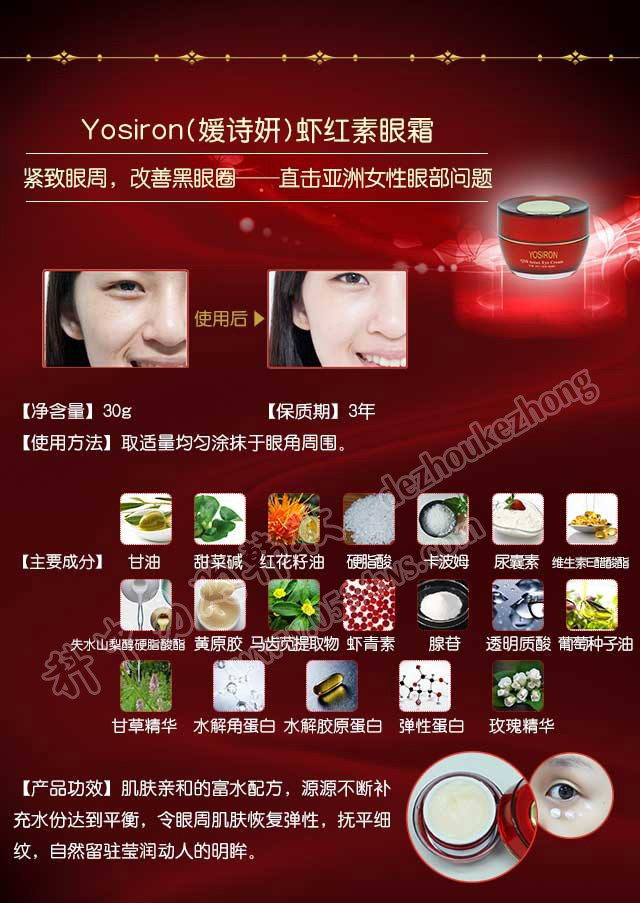 Yosiron(媛诗妍)虾红素眼霜
紧致眼周，改善黑眼圈——直击亚洲女性眼部问题
YOSIRON
使用后
【净含量】30g 【保质期】3年
【使用方法】取适量均匀涂抹于眼角周围。
【主要成分】 甘油 甜菜碱 红花籽油 硬脂酸 卡波姆 尿囊素 维生素E醋酸酯
失水山梨醇硬脂酸酯 黄原胶 马齿苋提取物 虾青素 腺苷 透明质酸 葡萄种子油
甘草精华 水解角蛋白 水解胶原蛋白 弹性蛋白 玫瑰精华
【产品功效】肌肤亲和的富水配方，源源不断补
充水份达到平衡，令眼周肌肤恢复弹性，抚平细
纹，自然留驻莹润动人的明眸。